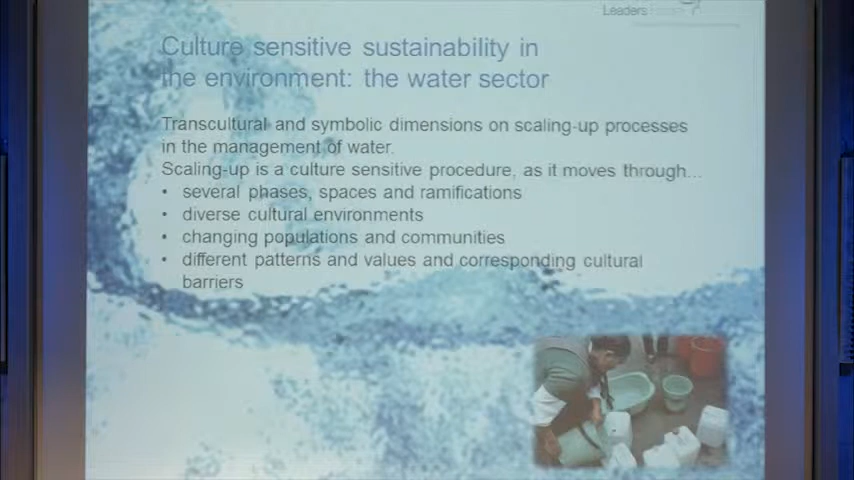 Leaders
Culture sensitive sustainability in
the environment: the water sector
Transcultural and symbolic dimensions on scaling-up processes
in the management of water.
Scaling-up is a culture sensitive procedure, as it moves through...
• several phases, spaces and ramifications
• diverse cultural environments
• changing populations and communities
• different patterns and values and corresponding cultural
barriers